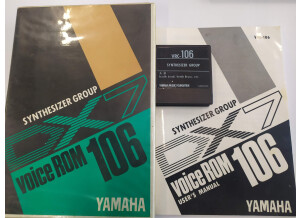 SYNTHESIZER GROUP
DX7
Voice ROM 106
YAMAHA
VRC-106
SYNTHESIZER GROUP
YAMAHA
SYNTHESIZER GROUP
DX7
Voice ROM 106
USER'S MANUAL
YAMAHA